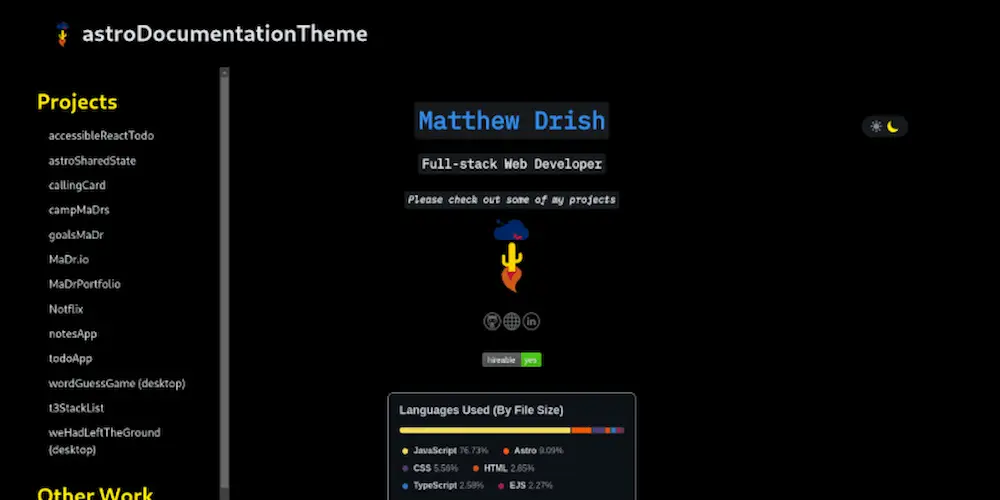 astroDocumentationTheme
Projects
accessibleReactTodo
astroSharedState
callingCard
campMaDrs
goalsMaDr
MaDr.io
MaDrPortfolio
Notflix
notesApp
todoApp
wordGuessGame (desktop)
t3StackList
weHadLeftTheGround
(desktop)
Other Work
Matthew Drish
Full-stack Web Developer
Please check out some of my projects
in
hireable yes
Languages Used (By File Size)
JavaScript 76.73% Astro 9.09%
CSS 5.56% HTML 2.85%
TypeScript 2.58% EJS 2.27%